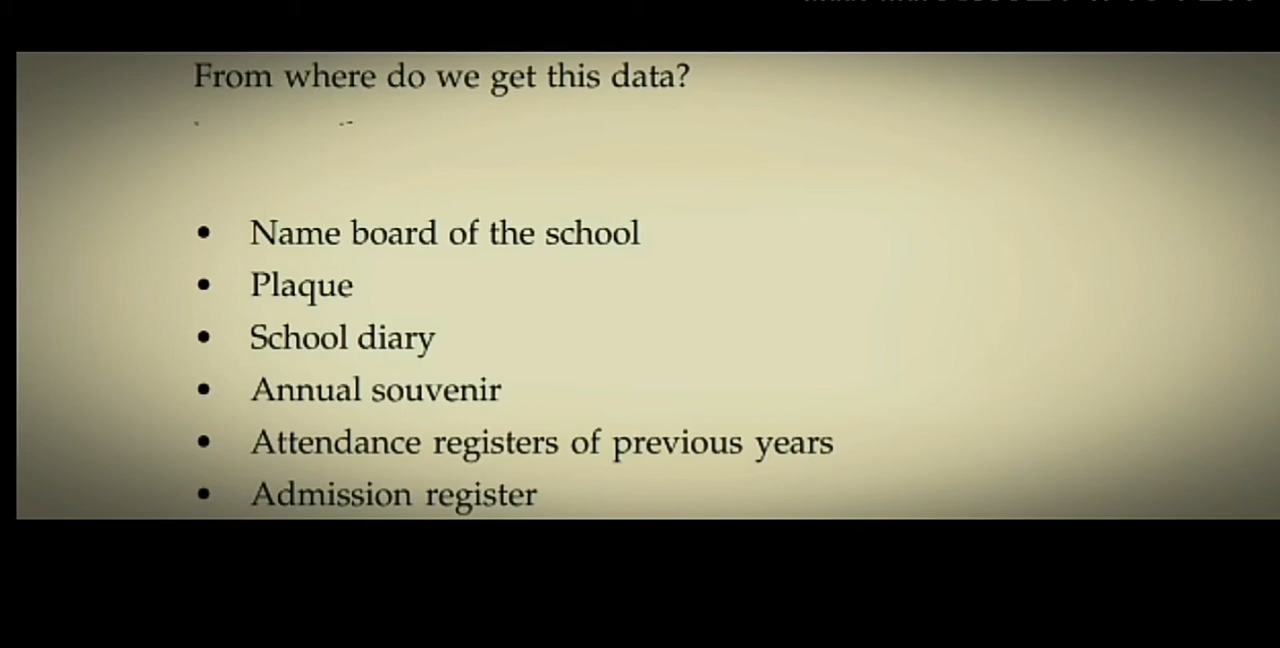 From where do we get this data?
• Name board of the school
• Plaque
• School diary
• Annual souvenir
• Attendance registers of previous years
• Admission register